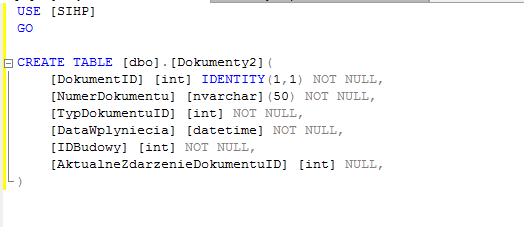 USE [SIHP]
GO
CREATE TABLE [dbo].[Dokumenty2](
[DokumentID] [int] IDENTITY(1,1) NOT NULL,
[NumerDokumentu] [nvarchar](50) NOT NULL,
[TypDokumentuID] [int] NOT NULL,
[DataWplyniecia] [datetime] NOT NULL,
[IDBudowy] [int] NOT NULL,
[AktualneZdarzenieDokumentuID] [int] NULL,
)